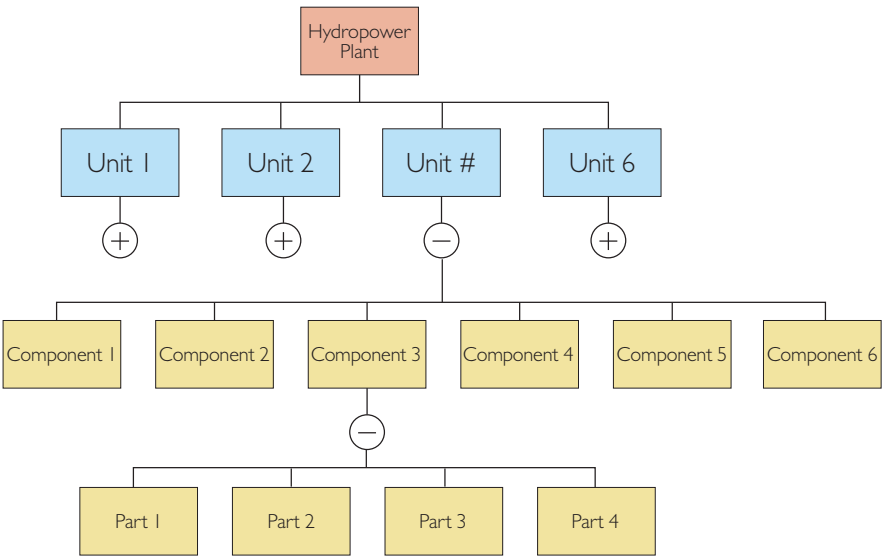 Hydropower
Plant
Unit 1
Unit 2
Unit #
Unit 6
+
+
−
+
Component 1
Component 2
Component 3
Component 4
Component 5
Component 6
−
Part 1
Part 2
Part 3
Part 4